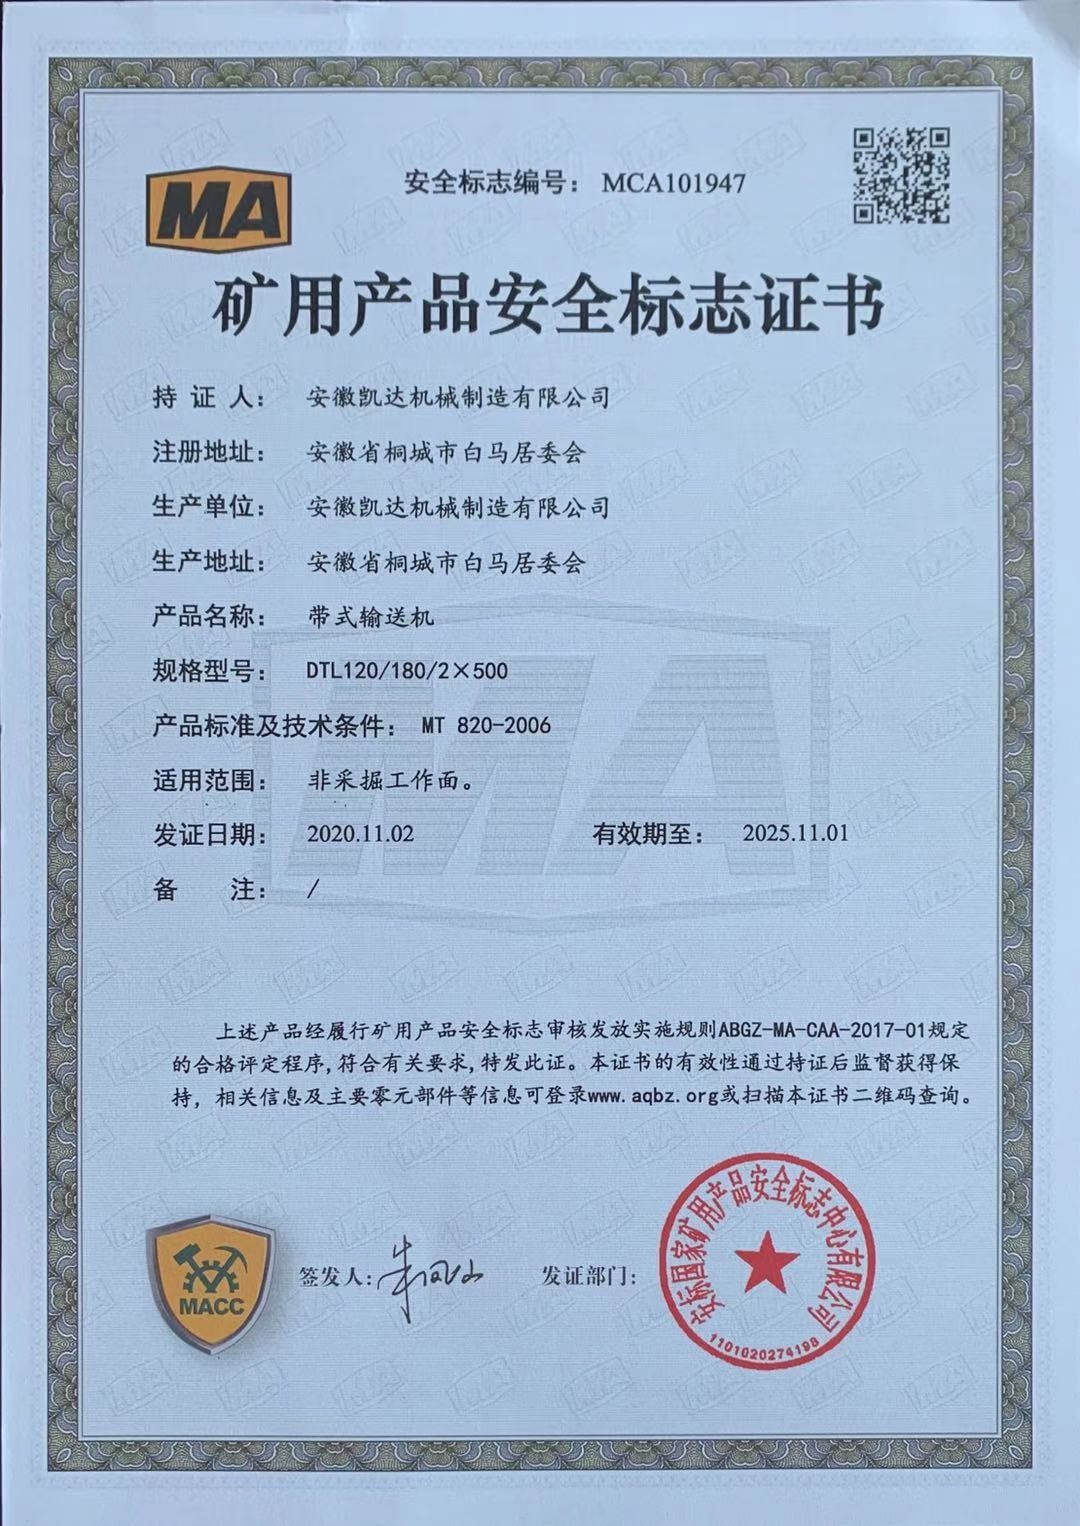 MA
安全标志编号： MCA101947
矿用产品安全标志证书
持 证 人： 安徽凯达机械制造有限公司
注册地址： 安徽省桐城市白马居委会
生产单位： 安徽凯达机械制造有限公司
生产地址： 安徽省桐城市白马居委会
产品名称： 带式输送机
规格型号： DTL120/180/2×500
产品标准及技术条件： MT 820-2006
适用范围： 非采掘工作面。
发证日期： 2020.11.02 有效期至： 2025.11.01
备 注： /
上述产品经履行矿用产品安全标志审核发放实施规则ABGZ-MA-CAA-2017-01规定
的合格评定程序,符合有关要求,特发此证。本证书的有效性通过持证后监督获得保
持，相关信息及主要零元部件等信息可登录www.aqbz.org或扫描本证书二维码查询。
MACC
签发人: 发证部门:
安标国家矿用产品安全标志中心有限公司
1101020274198